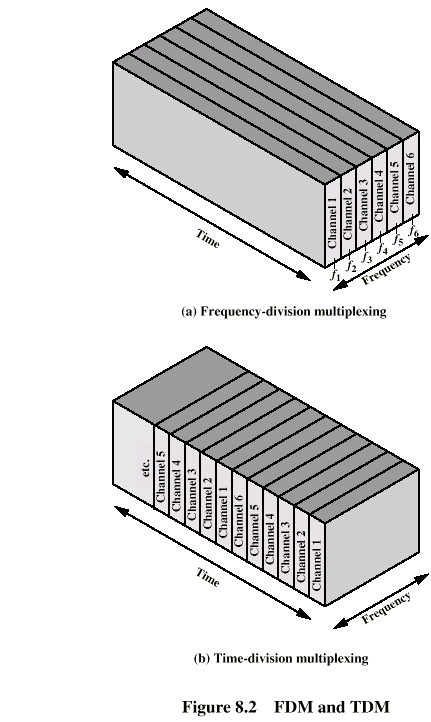 Channel 1
Channel 2
Channel 3
Channel 4
Channel 5
Channel 6
f1
f2
f3
f4
f5
f6
Time
Frequency
(a) Frequency-division multiplexing
etc.
Channel 5
Channel 4
Channel 3
Channel 2
Channel 1
Channel 6
Channel 5
Channel 4
Channel 3
Channel 2
Channel 1
Time
Frequency
(b) Time-division multiplexing
Figure 8.2 FDM and TDM